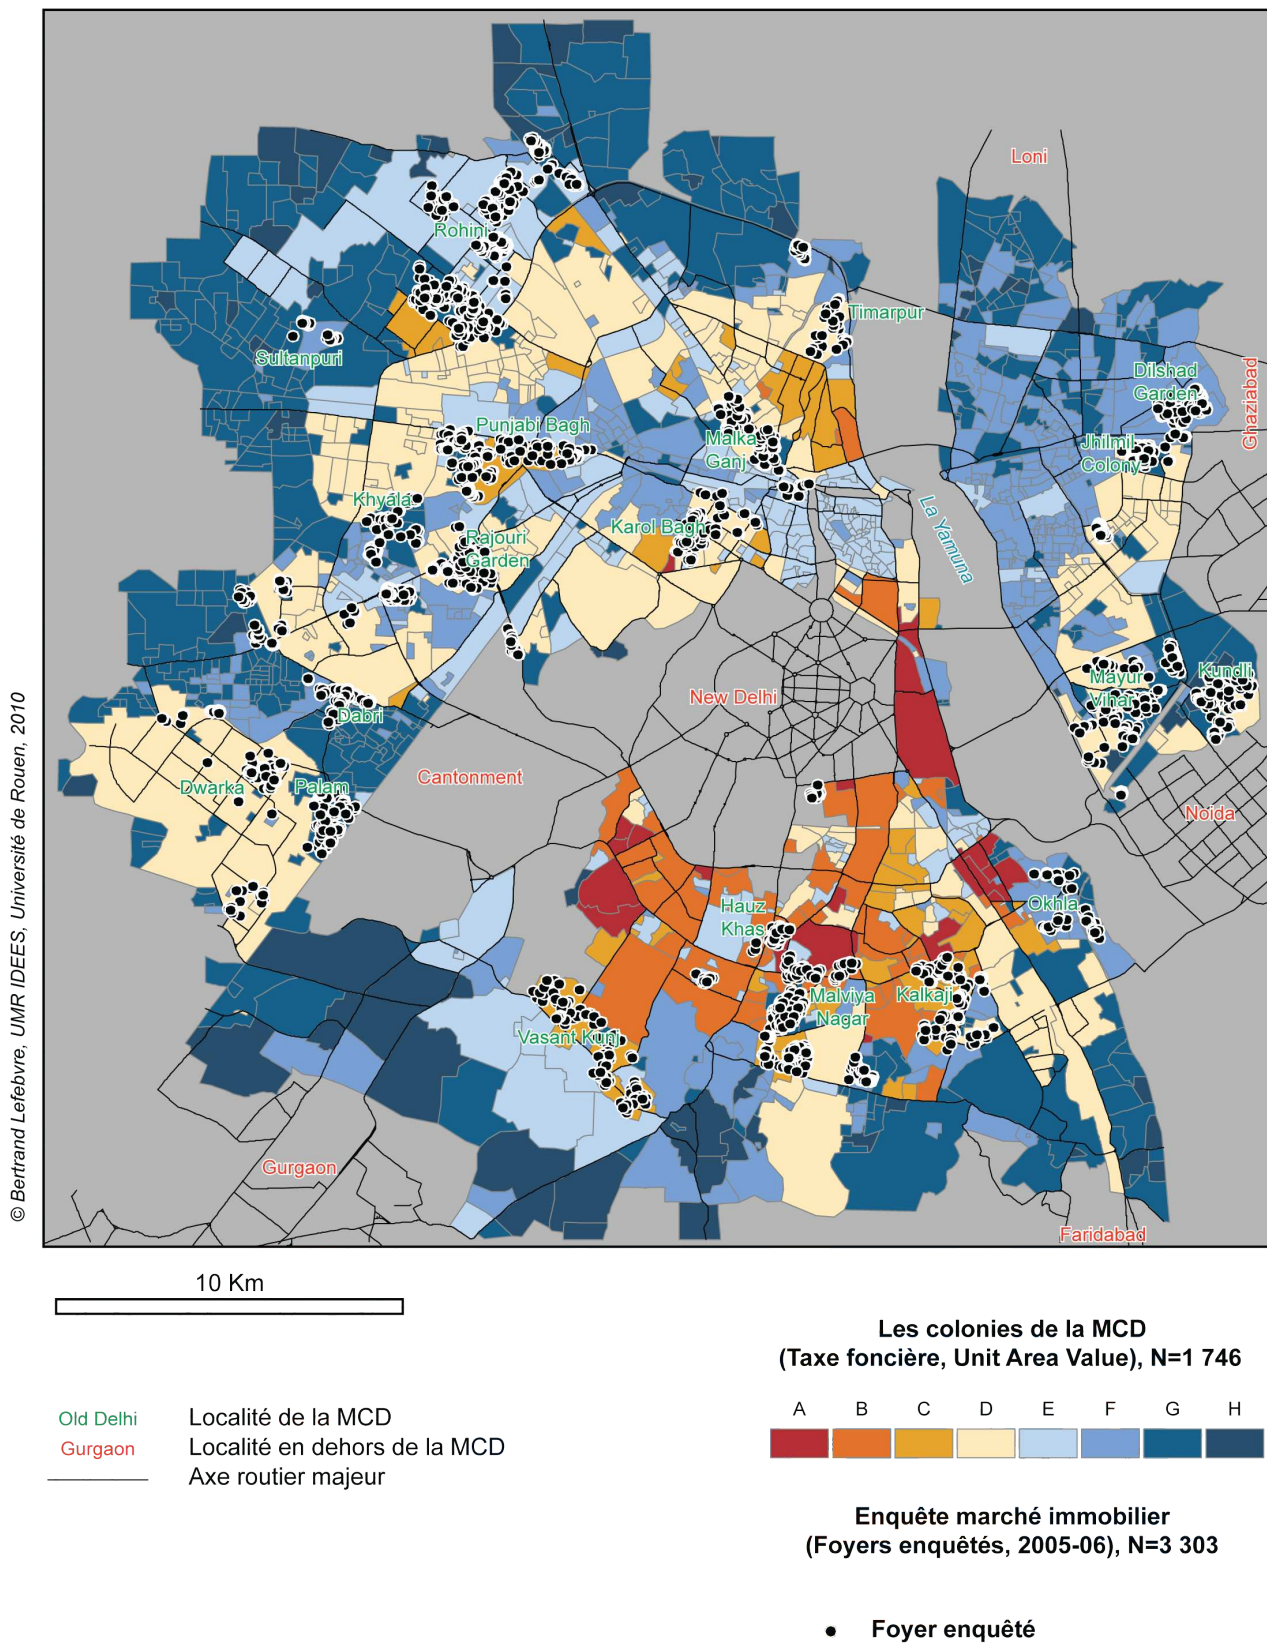 Loni
Rohini
Timarpur
Sultanpuri
Dilshad
Garden
Ghaziabad
Punjabi Bagh
Malka
Ganj
Jhilmil
Colony
Khyala
Karol Bagh
La Yamuna
Rajouri
Garden
New Delhi
Mayur
Vihar
Kundli
Dabri
Cantonment
Dwarka
Palam
Noida
Hauz
Khas
Okhla
Malviya
Nagar
Kalkaji
Vasant Kunj
Gurgaon
Faridabad
© Bertrand Lefebvre, UMR IDEES, Université de Rouen, 2010
10 Km
Les colonies de la MCD
(Taxe foncière, Unit Area Value), N=1 746
A B C D E F G H
Old Delhi Localité de la MCD
Gurgaon Localité en dehors de la MCD
Axe routier majeur
Enquête marché immobilier
(Foyers enquêtés, 2005-06), N=3 303
Foyer enquêté